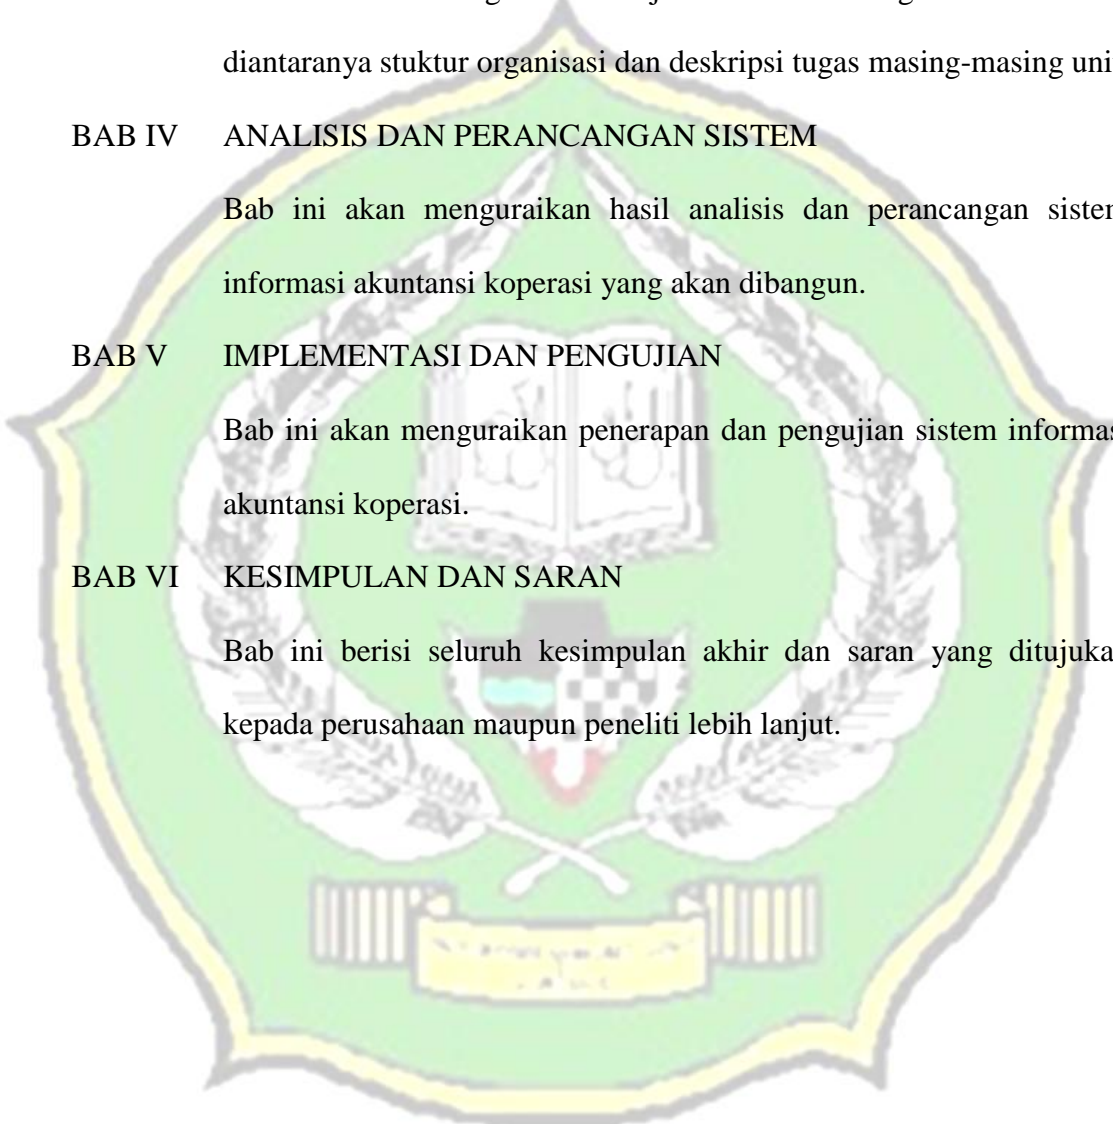 diantaranya stuktur organisasi dan deskripsi tugas masing-masing uni
BAB IV ANALISIS DAN PERANCANGAN SISTEM
Bab ini akan menguraikan hasil analisis dan perancangan sistem
informasi akuntansi koperasi yang akan dibangun.
BAB V IMPLEMENTASI DAN PENGUJIAN
Bab ini akan menguraikan penerapan dan pengujian sistem informas
akuntansi koperasi.
BAB VI KESIMPULAN DAN SARAN
Bab ini berisi seluruh kesimpulan akhir dan saran yang ditujuka
kepada perusahaan maupun peneliti lebih lanjut.